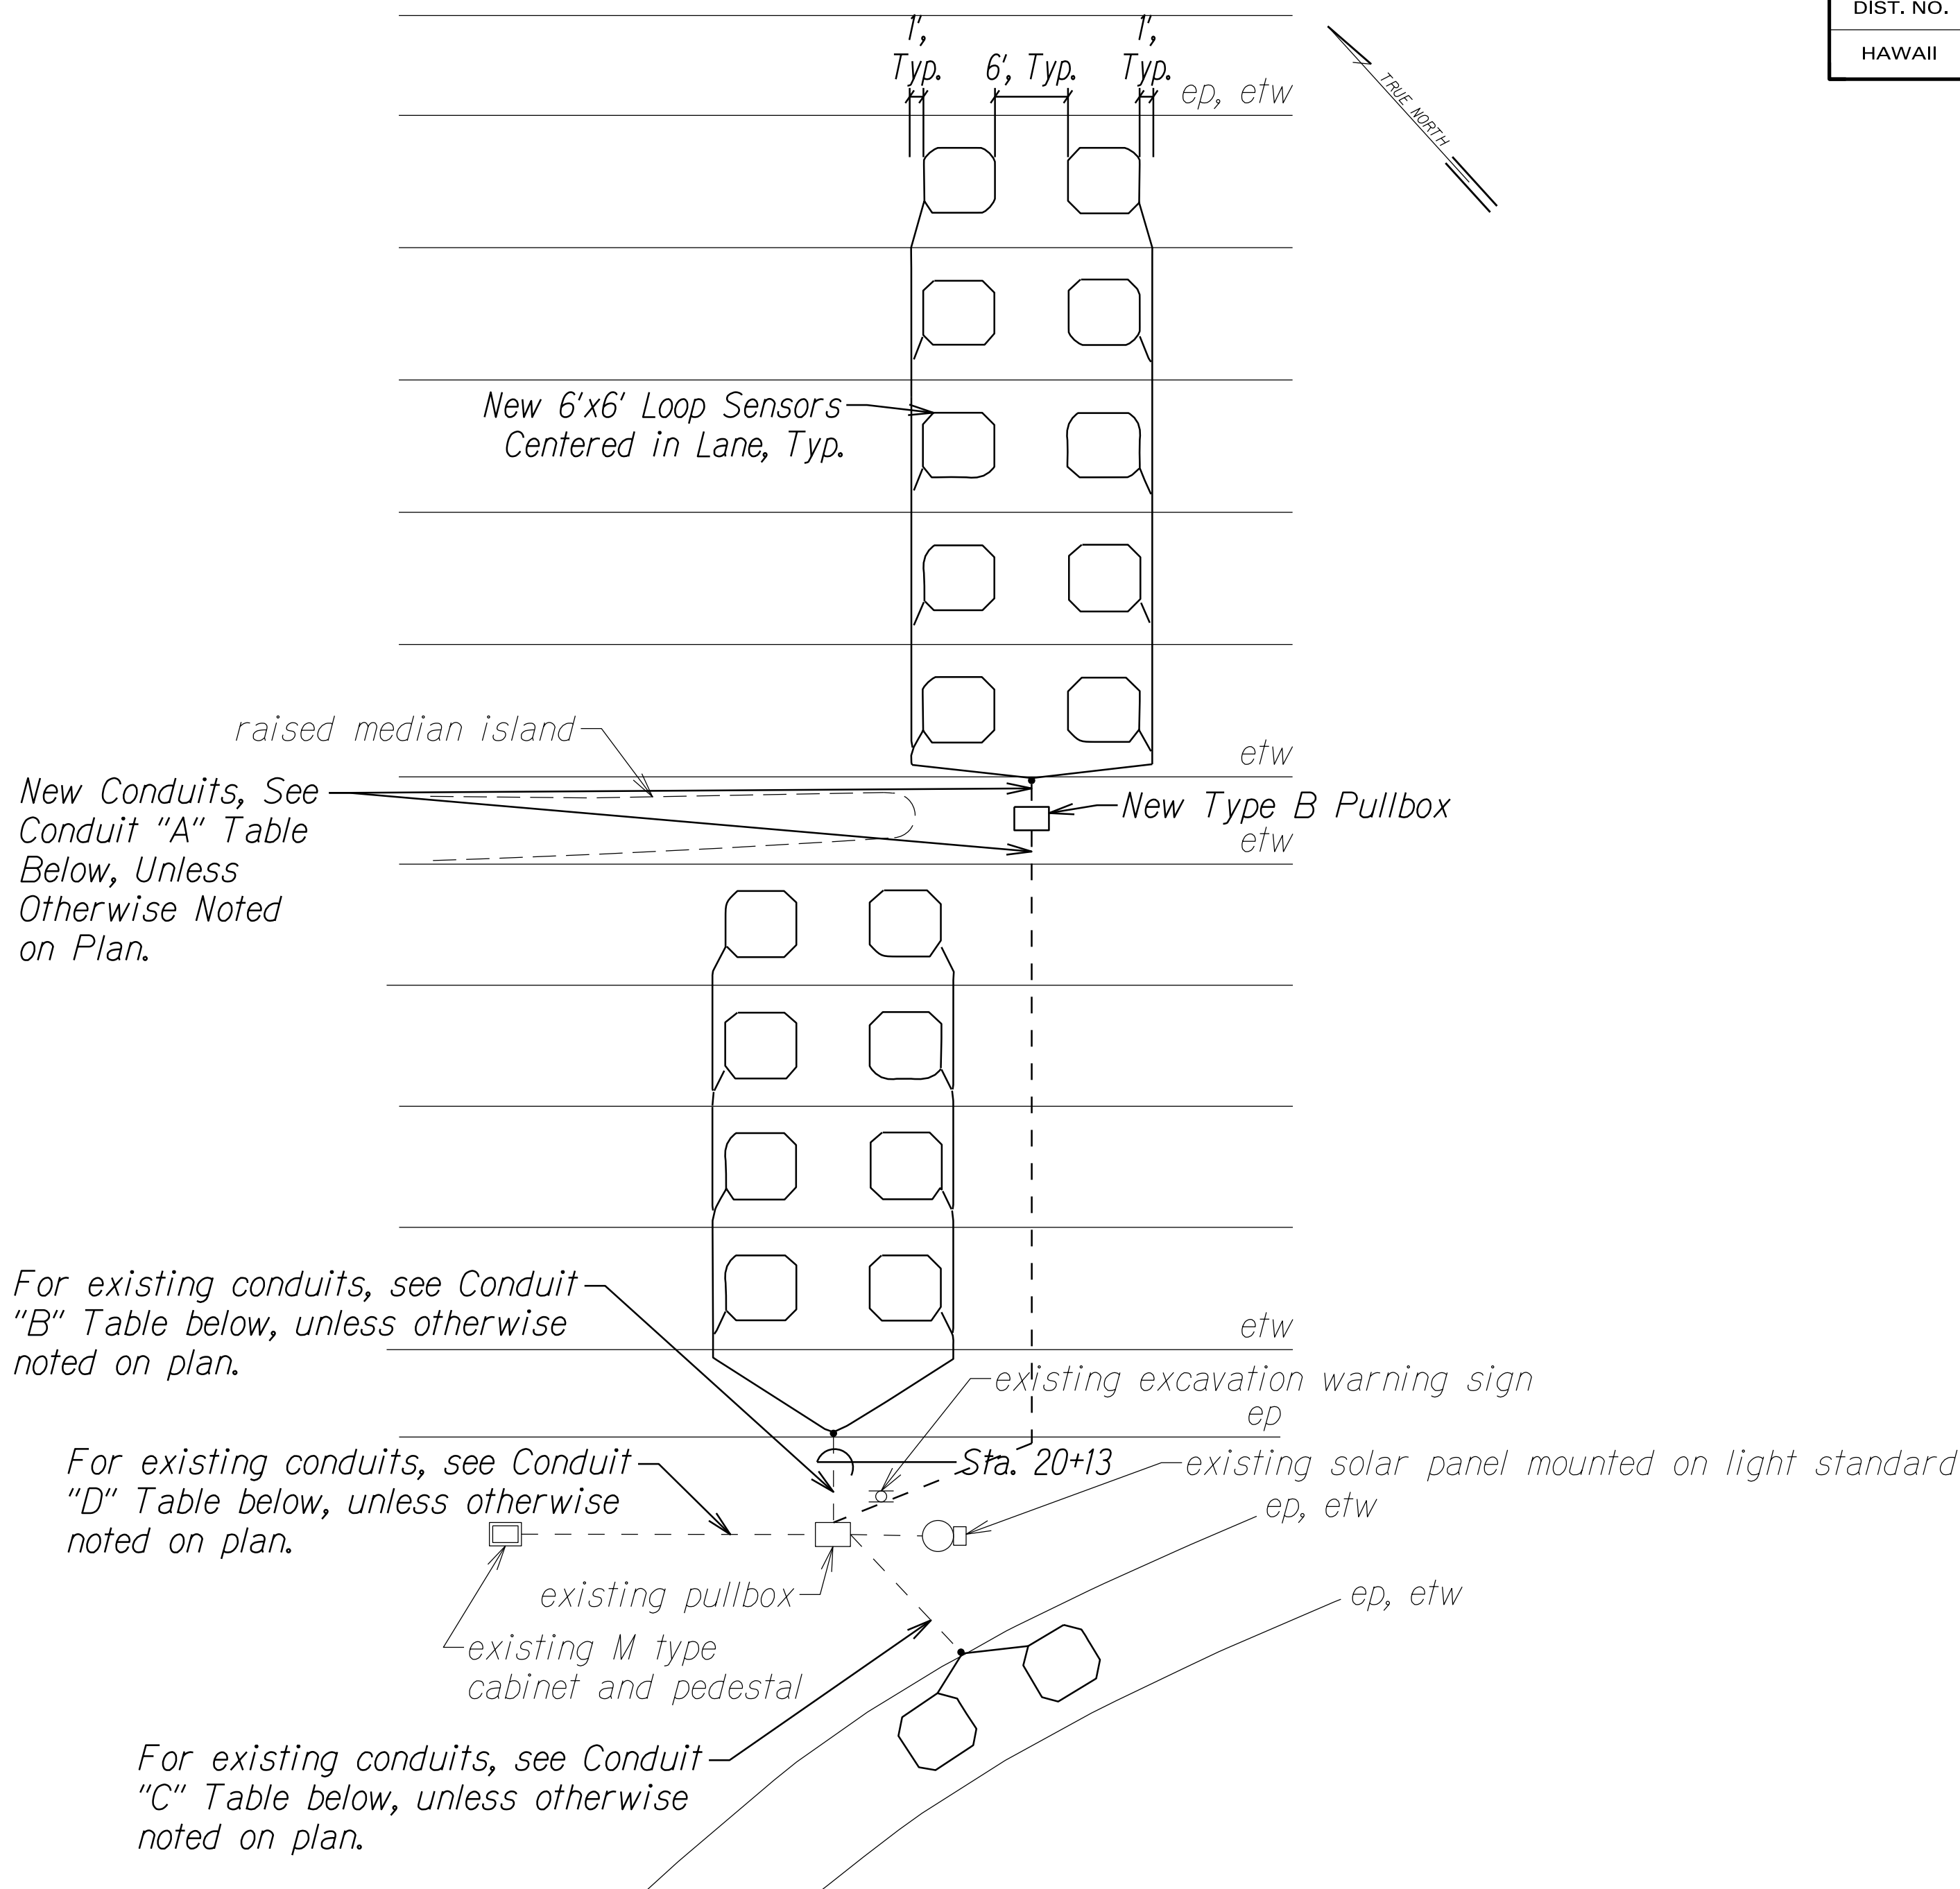 DIST. NO.
HAWAII
1',
Typ.
6', Typ.
1',
Typ.
ep, etw
TRUE NORTH
New 6'x6' Loop Sensors
Centered in Lane, Typ.
raised median island
etw
New Conduits, See
Conduit "A" Table
Below, Unless
Otherwise Noted
on Plan.
New Type B Pullbox
etw
For existing conduits, see Conduit
"B" Table below, unless otherwise
noted on plan.
etw
existing excavation warning sign
ep
For existing conduits, see Conduit
"D" Table below, unless otherwise
noted on plan.
Sta. 20+13
existing solar panel mounted on light standard
ep, etw
existing pullbox
ep, etw
existing M type
cabinet and pedestal
For existing conduits, see Conduit
"C" Table below, unless otherwise
noted on plan.